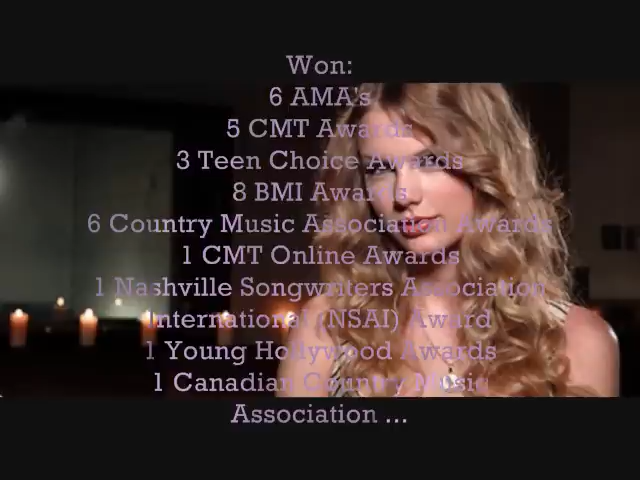 Won:
6 AMA's
5 CMT Awards
3 Teen Choice Awards
8 BMI Awards
6 Country Music Association Awards
1 CMT Online Awards
1 Nashville Songwriters Association
International (NSAI) Award
1 Young Hollywood Awards
1 Canadian Country Music
Association ...